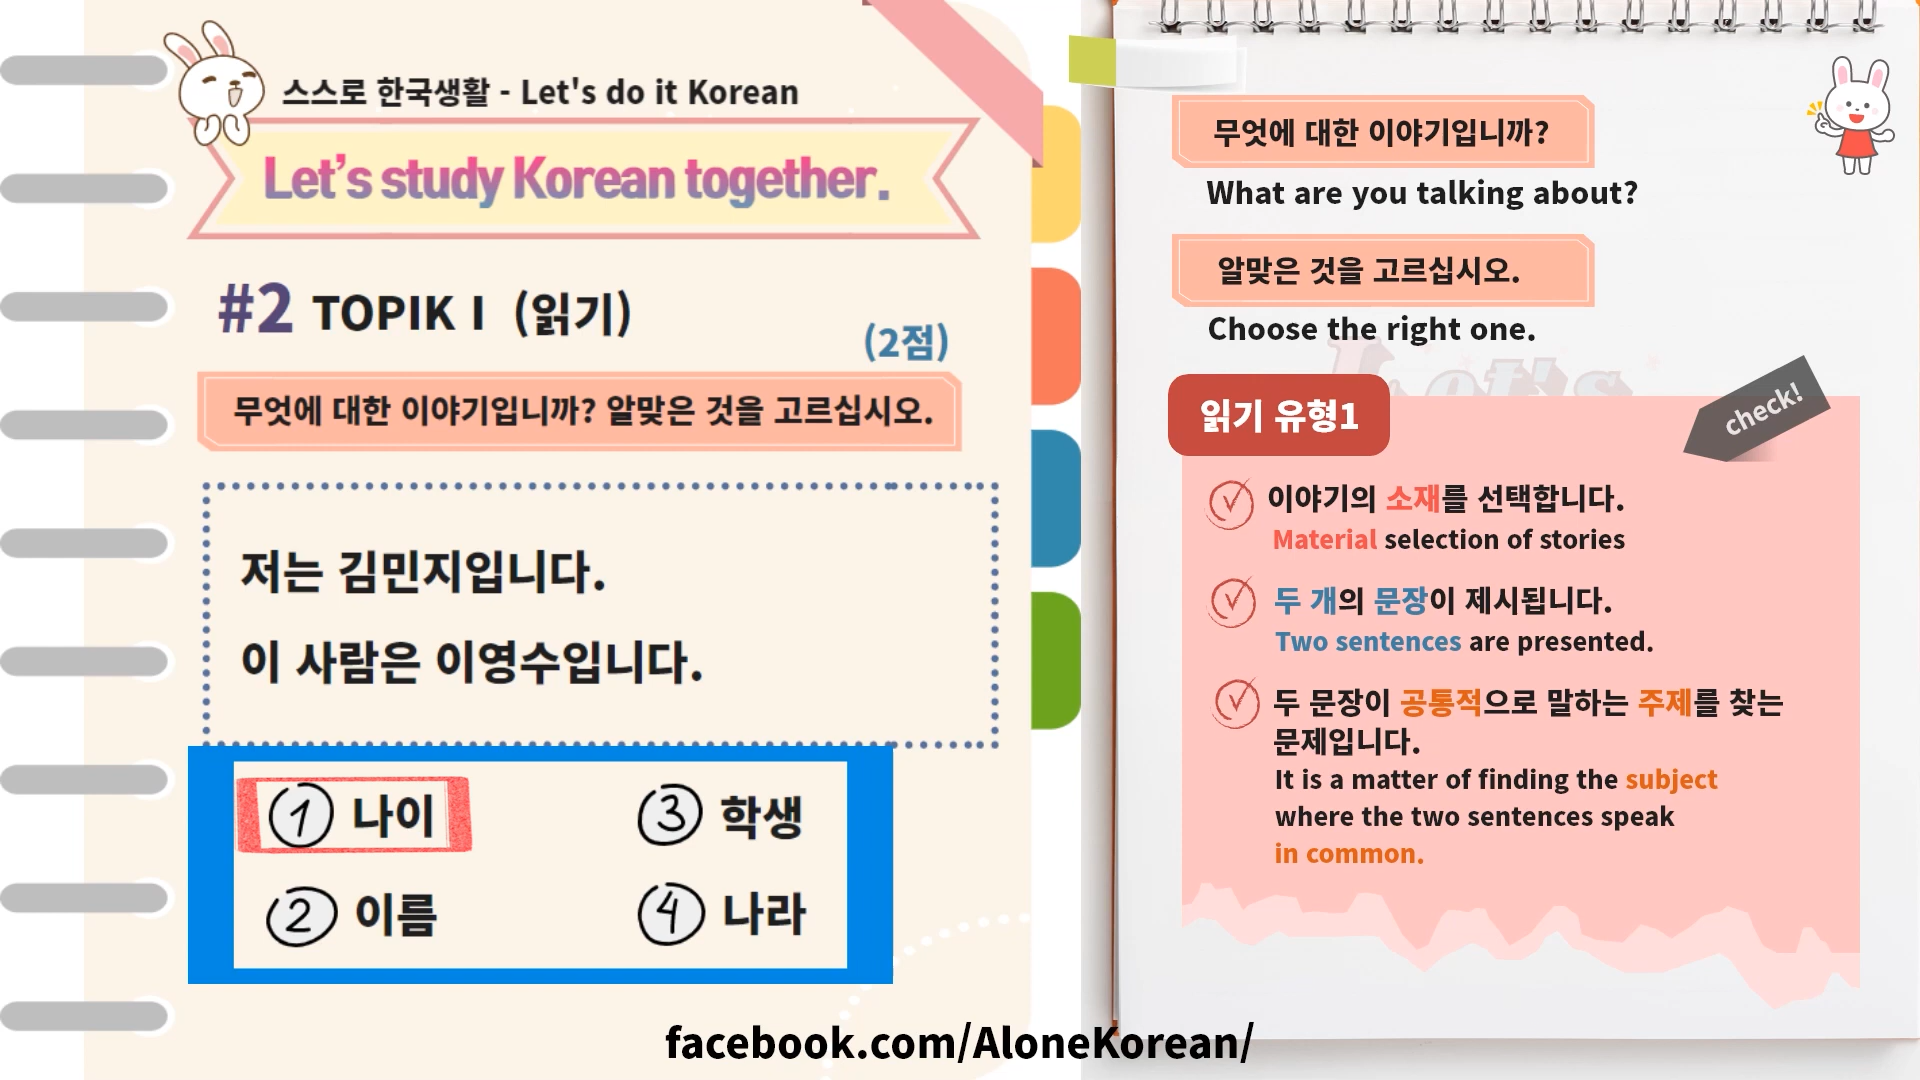 스스로 한국생활 - Let's do it Korean
Let's study Korean together.
#2 TOPIK I (읽기)
(2점)
무엇에 대한 이야기입니까? 알맞은 것을 고르십시오.
저는 김민지입니다.
이 사람은 이영수입니다.
1 나이
3 학생
2 이름
4 나라
무엇에 대한 이야기입니까?
What are you talking about?
알맞은 것을 고르십시오.
Choose the right one.
Let's
읽기 유형1
check!
이야기의 소재를 선택합니다.
Material selection of stories
두 개의 문장이 제시됩니다.
Two sentences are presented.
두 문장이 공통적으로 말하는 주제를 찾는
문제입니다.
It is a matter of finding the subject
where the two sentences speak
in common.
facebook.com/AloneKorean/